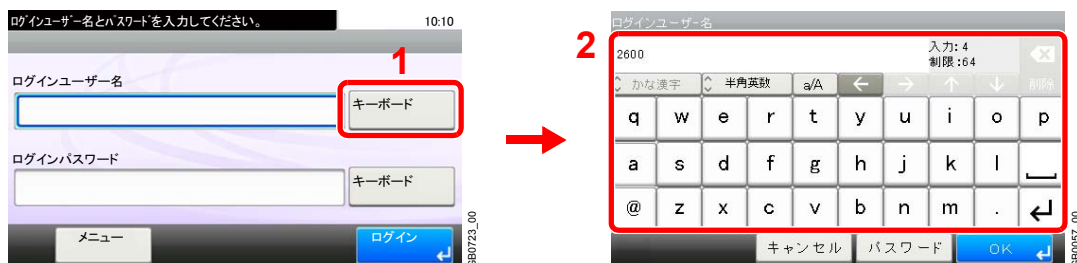 ログインユーザー名とパスワードを入力してください。 10:10
1
ログインユーザー名
キーボード
ログインパスワード
キーボード
メニュー ログイン
GB0723_00
2
ログインユーザー名
2600 入力: 4
制限 :64
かな漢字 半角英数 a/A ← → ↑ ↓ 削除
q w e r t y u i o p
a s d f g h j k l
@ z x c v b n m .
キャンセル パスワード OK
GB0057_00